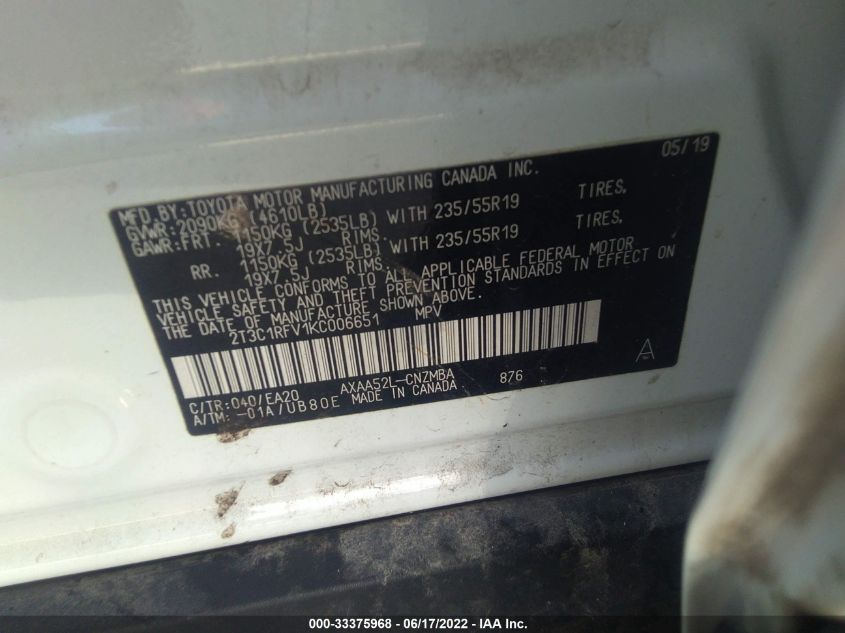 05/19
MFD.BY:TOYOTA MOTOR MANUFACTURING CANADA INC.
GVWR:2090KG (4610LB)
GAWR:FRT. 1150KG (2535LB) WITH 235/55R19 TIRES,
19X7.5J RIMS.
RR. 1150KG (2535LB) WITH 235/55R19 TIRES,
19X7.5J RIMS.
THIS VEHICLE CONFORMS TO ALL APPLICABLE FEDERAL MOTOR
VEHICLE SAFETY AND THEFT PREVENTION STANDARDS IN EFFECT ON
THE DATE OF MANUFACTURE SHOWN ABOVE.
2T3C1RFV1KC006651 MPV
C/TR:040/EA20 AXAA52L-CNZMBA 876
A/TM: -01A/UB80E MADE IN CANADA
A
000-33375968 - 06/17/2022 - IAA Inc.